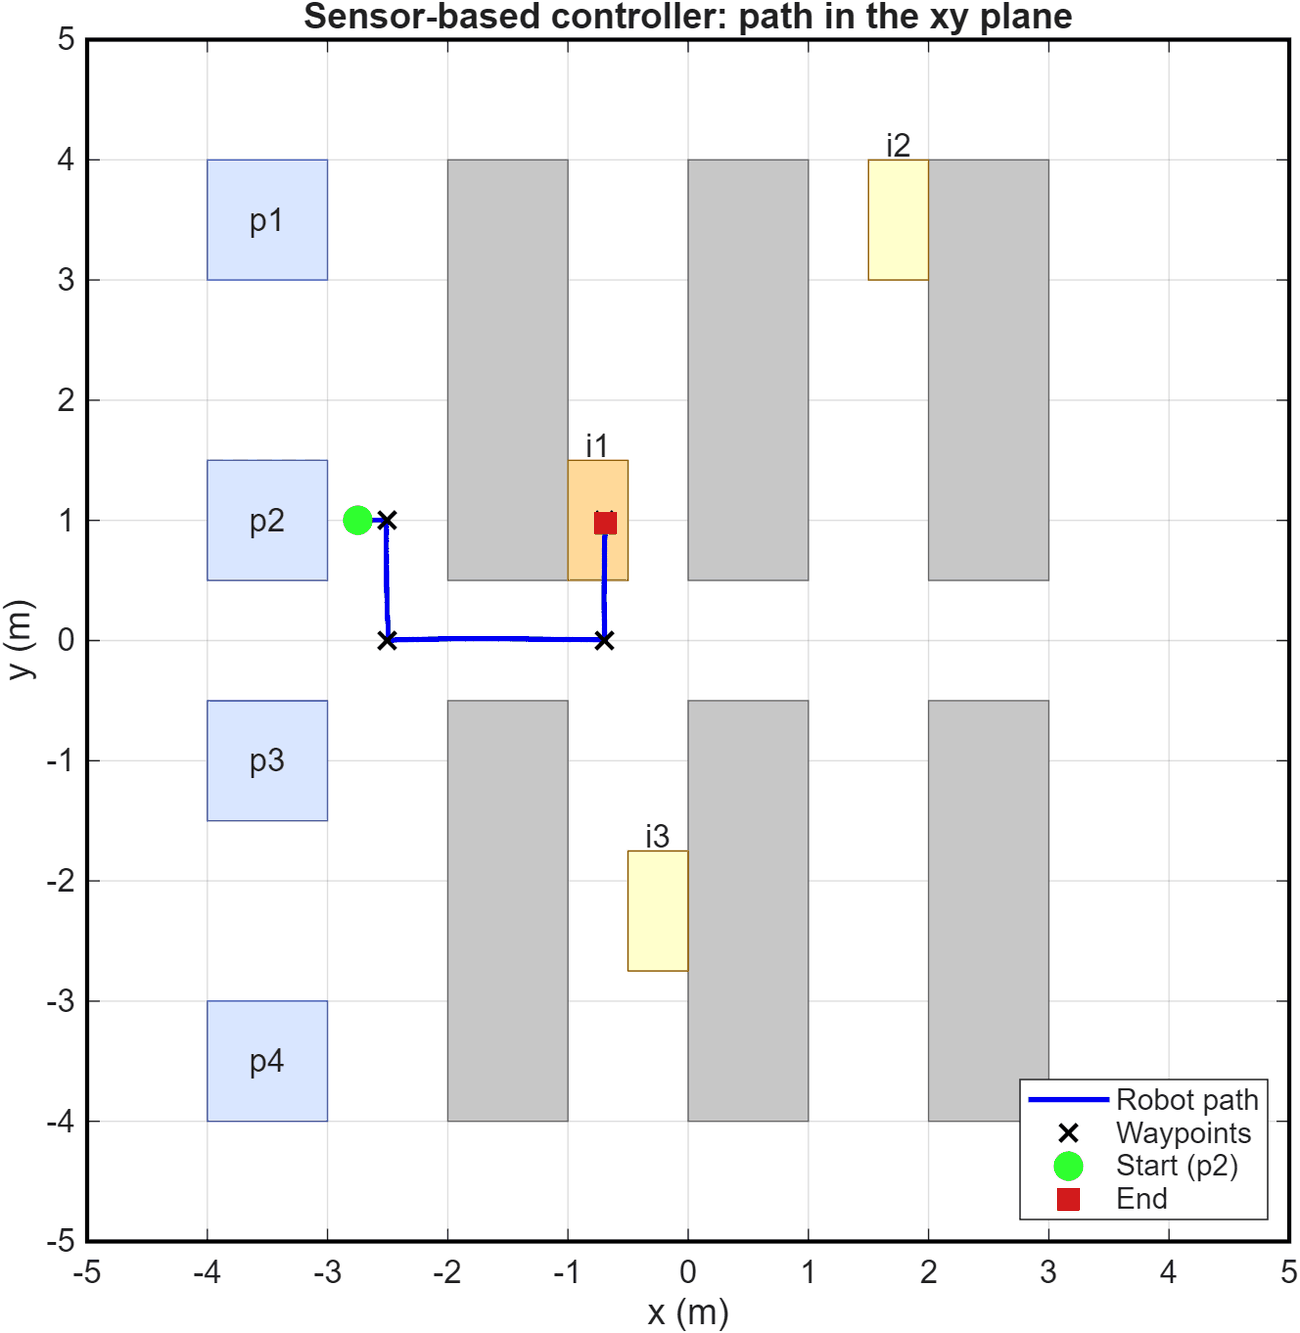 Sensor-based controller: path in the xy plane
5
4
3
2
1
0
-1
-2
-3
-4
-5
y (m)
i2
p1
i1
p2
p3
i3
p4
Robot path
Waypoints
Start (p2)
End
-5 -4 -3 -2 -1 0 1 2 3 4 5
x (m)